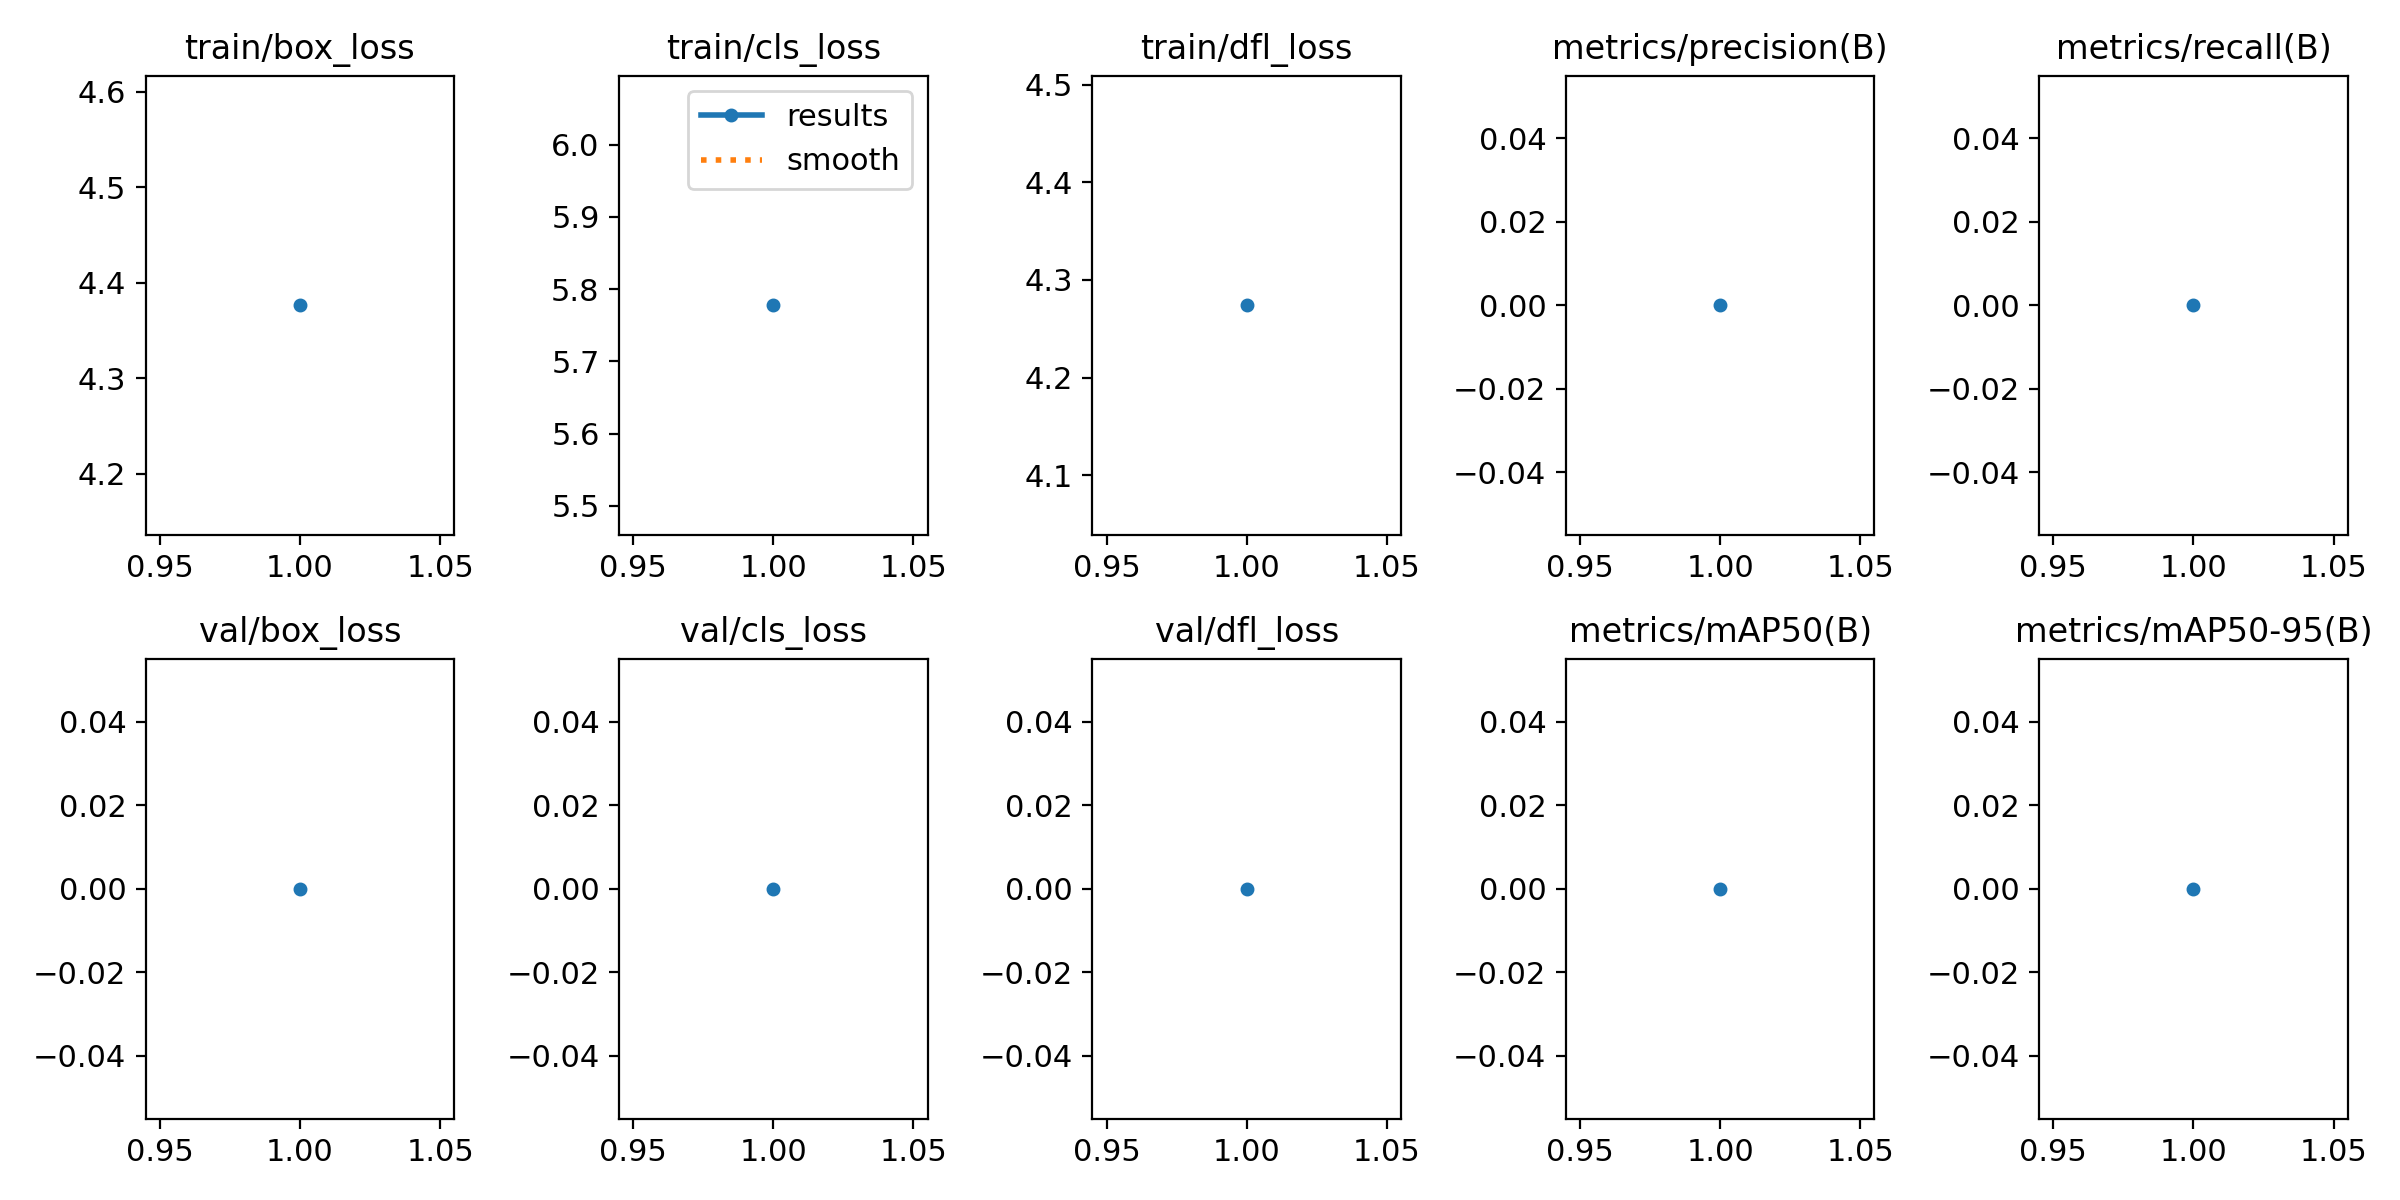 train/box_loss
4.6
4.5
4.4
4.3
4.2
0.95 1.00 1.05
train/cls_loss
results
smooth
6.0
5.9
5.8
5.7
5.6
5.5
0.95 1.00 1.05
train/dfl_loss
4.5
4.4
4.3
4.2
4.1
0.95 1.00 1.05
metrics/precision(B)
0.04
0.02
0.00
−0.02
−0.04
0.95 1.00 1.05
metrics/recall(B)
0.04
0.02
0.00
−0.02
−0.04
0.95 1.00 1.05
val/box_loss
0.04
0.02
0.00
−0.02
−0.04
0.95 1.00 1.05
val/cls_loss
0.04
0.02
0.00
−0.02
−0.04
0.95 1.00 1.05
val/dfl_loss
0.04
0.02
0.00
−0.02
−0.04
0.95 1.00 1.05
metrics/mAP50(B)
0.04
0.02
0.00
−0.02
−0.04
0.95 1.00 1.05
metrics/mAP50-95(B)
0.04
0.02
0.00
−0.02
−0.04
0.95 1.00 1.05